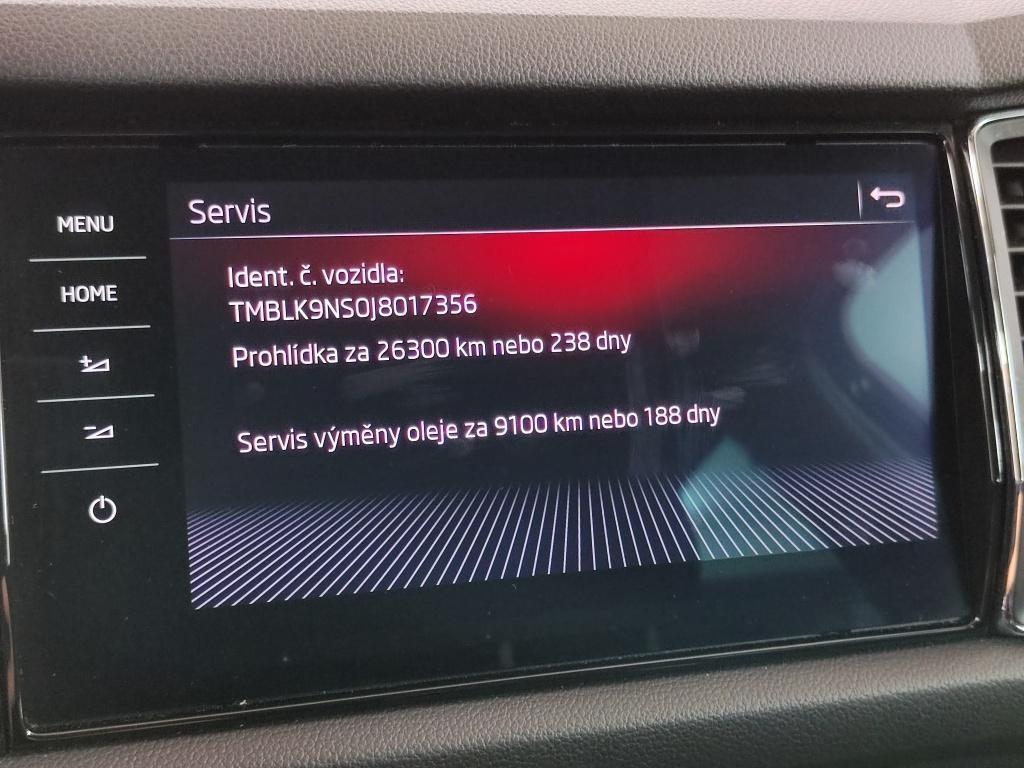 Servis
MENU
HOME
Ident. č. vozidla:
TMBLK9NS0J8017356
Prohlídka za 26300 km nebo 238 dny
Servis výměny oleje za 9100 km nebo 188 dny